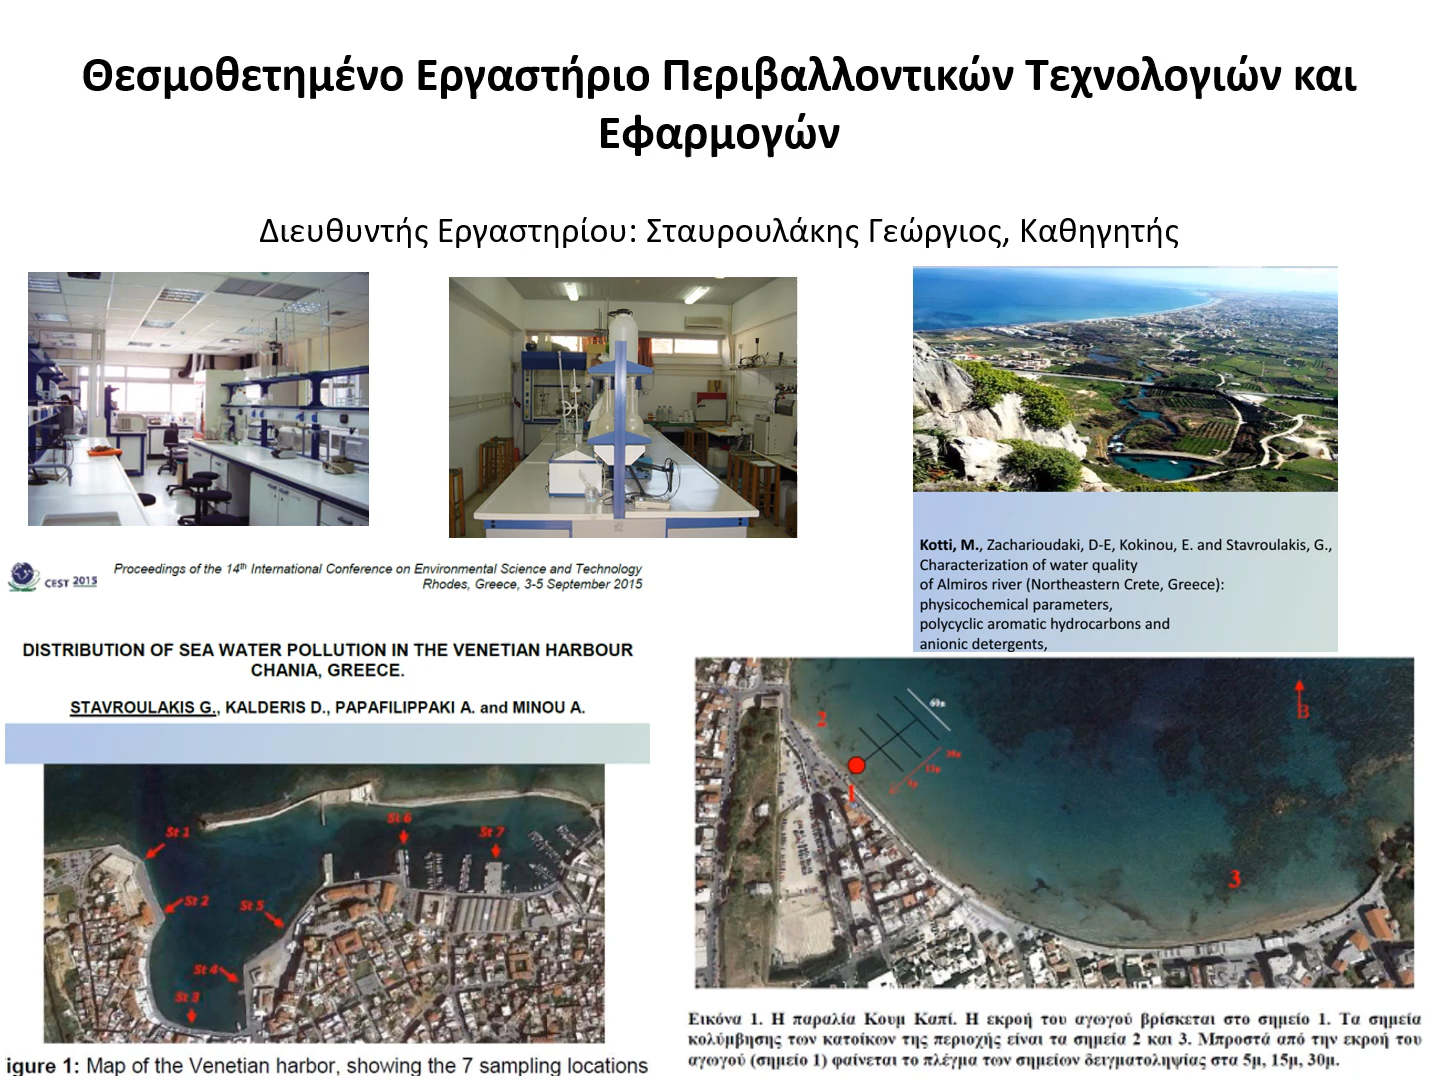 Θεσμοθετημένο Εργαστήριο Περιβαλλοντικών Τεχνολογιών και
Εφαρμογών
Διευθυντής Εργαστηρίου: Σταυρουλάκης Γεώργιος, Καθηγητής
Kotti, M., Zacharioudaki, D-E, Kokinou, E. and Stavroulakis, G.,
Characterization of water quality
of Almiros river (Northeastern Crete, Greece):
physicochemical parameters,
polycyclic aromatic hydrocarbons and
anionic detergents,
CEST 2015
Proceedings of the 14th International Conference on Environmental Science and Technology
Rhodes, Greece, 3-5 September 2015
DISTRIBUTION OF SEA WATER POLLUTION IN THE VENETIAN HARBOUR
CHANIA, GREECE.
STAVROULAKIS G., KALDERIS D., PAPAFILIPPAKI A. and MINOU A.
St 1
St 6
St 7
St 2
St 5
St 4
St 3
igure 1: Map of the Venetian harbor, showing the 7 sampling locations
2
60μ
B
30μ
15μ
1
3
Εικόνα 1. Η παραλία Κουμ Καπί. Η εκροή του αγωγού βρίσκεται στο σημείο 1. Τα σημεία
κολύμβησης των κατοίκων της περιοχής είναι τα σημεία 2 και 3. Μπροστά από την εκροή του
αγωγού (σημείο 1) φαίνεται το πλέγμα των σημείων δειγματοληψίας στα 5μ, 15μ, 30μ.